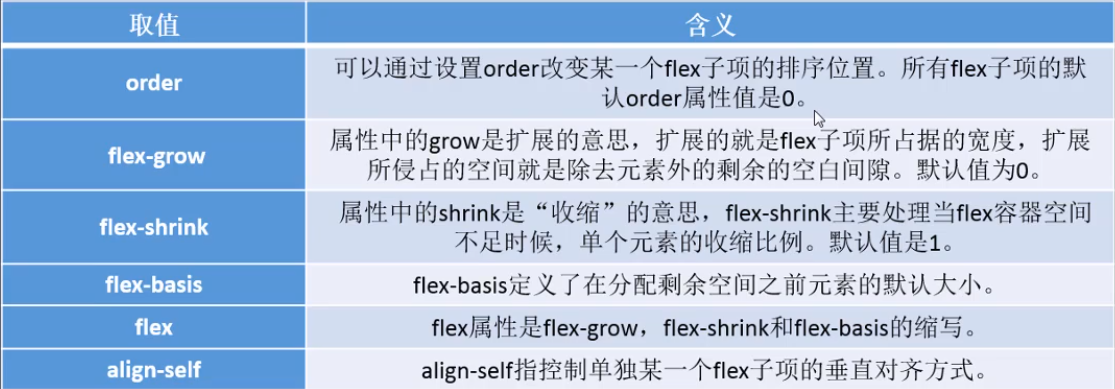 取值
含义
order
可以通过设置order改变某一个flex子项的排序位置。所有flex子项的默
认order属性值是0。
flex-grow
属性中的grow是扩展的意思，扩展的就是flex子项所占据的宽度，扩展
所侵占的空间就是除去元素外的剩余的空白间隙。默认值为0。
flex-shrink
属性中的shrink是“收缩”的意思，flex-shrink主要处理当flex容器空间
不足时候，单个元素的收缩比例。默认值是1。
flex-basis
flex-basis定义了在分配剩余空间之前元素的默认大小。
flex
flex属性是flex-grow，flex-shrink和flex-basis的缩写。
align-self
align-self指控制单独某一个flex子项的垂直对齐方式。